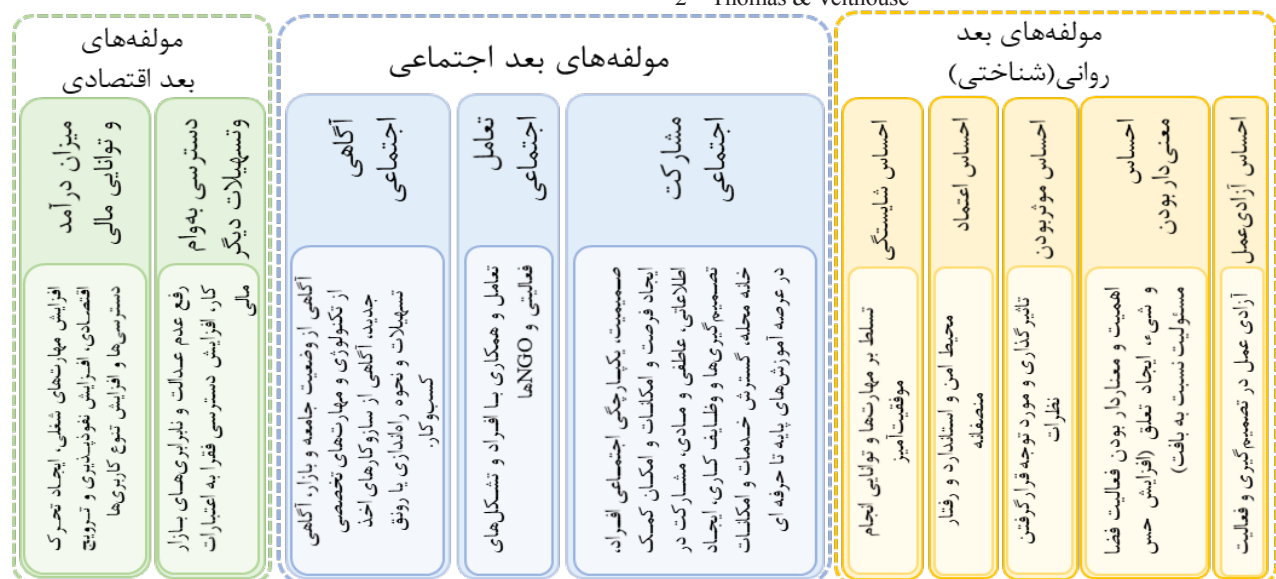 2 Thomas & Velthouse
مولفه‌های بعد
روانی(شناختی)
احساس آزادی‌عمل
آزادی عمل در تصمیم‌گیری و فعالیت
احساس
معنی‌دار بودن
اهمیت و معنادار بودن فعالیت فضا
و شیء، ایجاد تعلق (افزایش حس
مسئولیت نسبت به بافت)
احساس موثربودن
تاثیرگذاری و مورد توجه قرارگرفتن
نظرات
احساس اعتماد
محیط امن و استاندارد و رفتار
منصفانه
احساس شایستگی
تسلط بر مهارت‌ها و توانایی انجام
موفقیت‌آمیز
مولفه‌های بعد اجتماعی
مشارکت
اجتماعی
صمیمیت، یکپارچگی اجتماعی افراد،
ایجاد فرصت و امکانات و امکان کمک
اطلاعاتی، عاطفی و مادی، مشارکت در
تصمیم‌گیری‌ها و وظایف کاری، ایجاد
خانه محله، گسترش خدمات و امکانات
در عرصه آموزش‌های پایه تا حرفه ای
تعامل
اجتماعی
تعامل و همکاری با افراد و تشکل‌های
فعالیتی و NGOها
آگاهی
اجتماعی
آگاهی از وضعیت جامعه و بازار، آگاهی
از تکنولوژی و مهارت‌های تخصصی
جدید، آگاهی از سازوکارهای اخذ
تسهیلات و نحوه راه‌اندازی یا رونق
کسب‌وکار.
مولفه‌های
بعد اقتصادی
دسترسی به‌وام
وتسهیلات دیگر
مالی
رفع عدم عدالت و نابرابری‌های بازار
کار، افزایش دسترسی فقرا به اعتبارات
میزان درآمد
و توانایی مالی
افزایش مهارت‌های شغلی، ایجاد تحرک
اقتصادی، افزایش نفوذپذیری و ترویج
دسترسی‌ها و افزایش تنوع کاربری‌ها